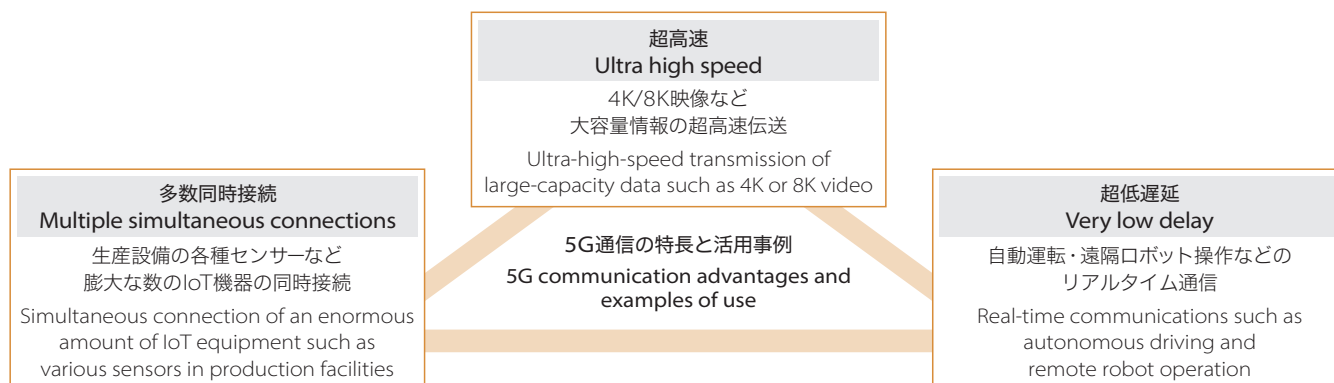 超高速
Ultra high speed
4K/8K映像など
大容量情報の超高速伝送
Ultra-high-speed transmission of
large-capacity data such as 4K or 8K video
多数同時接続
Multiple simultaneous connections
生産設備の各種センサーなど
膨大な数のIoT機器の同時接続
Simultaneous connection of an enormous
amount of IoT equipment such as
various sensors in production facilities
5G通信の特長と活用事例
5G communication advantages and
examples of use
超低遅延
Very low delay
自動運転・遠隔ロボット操作などの
リアルタイム通信
Real-time communications such as
autonomous driving and
remote robot operation